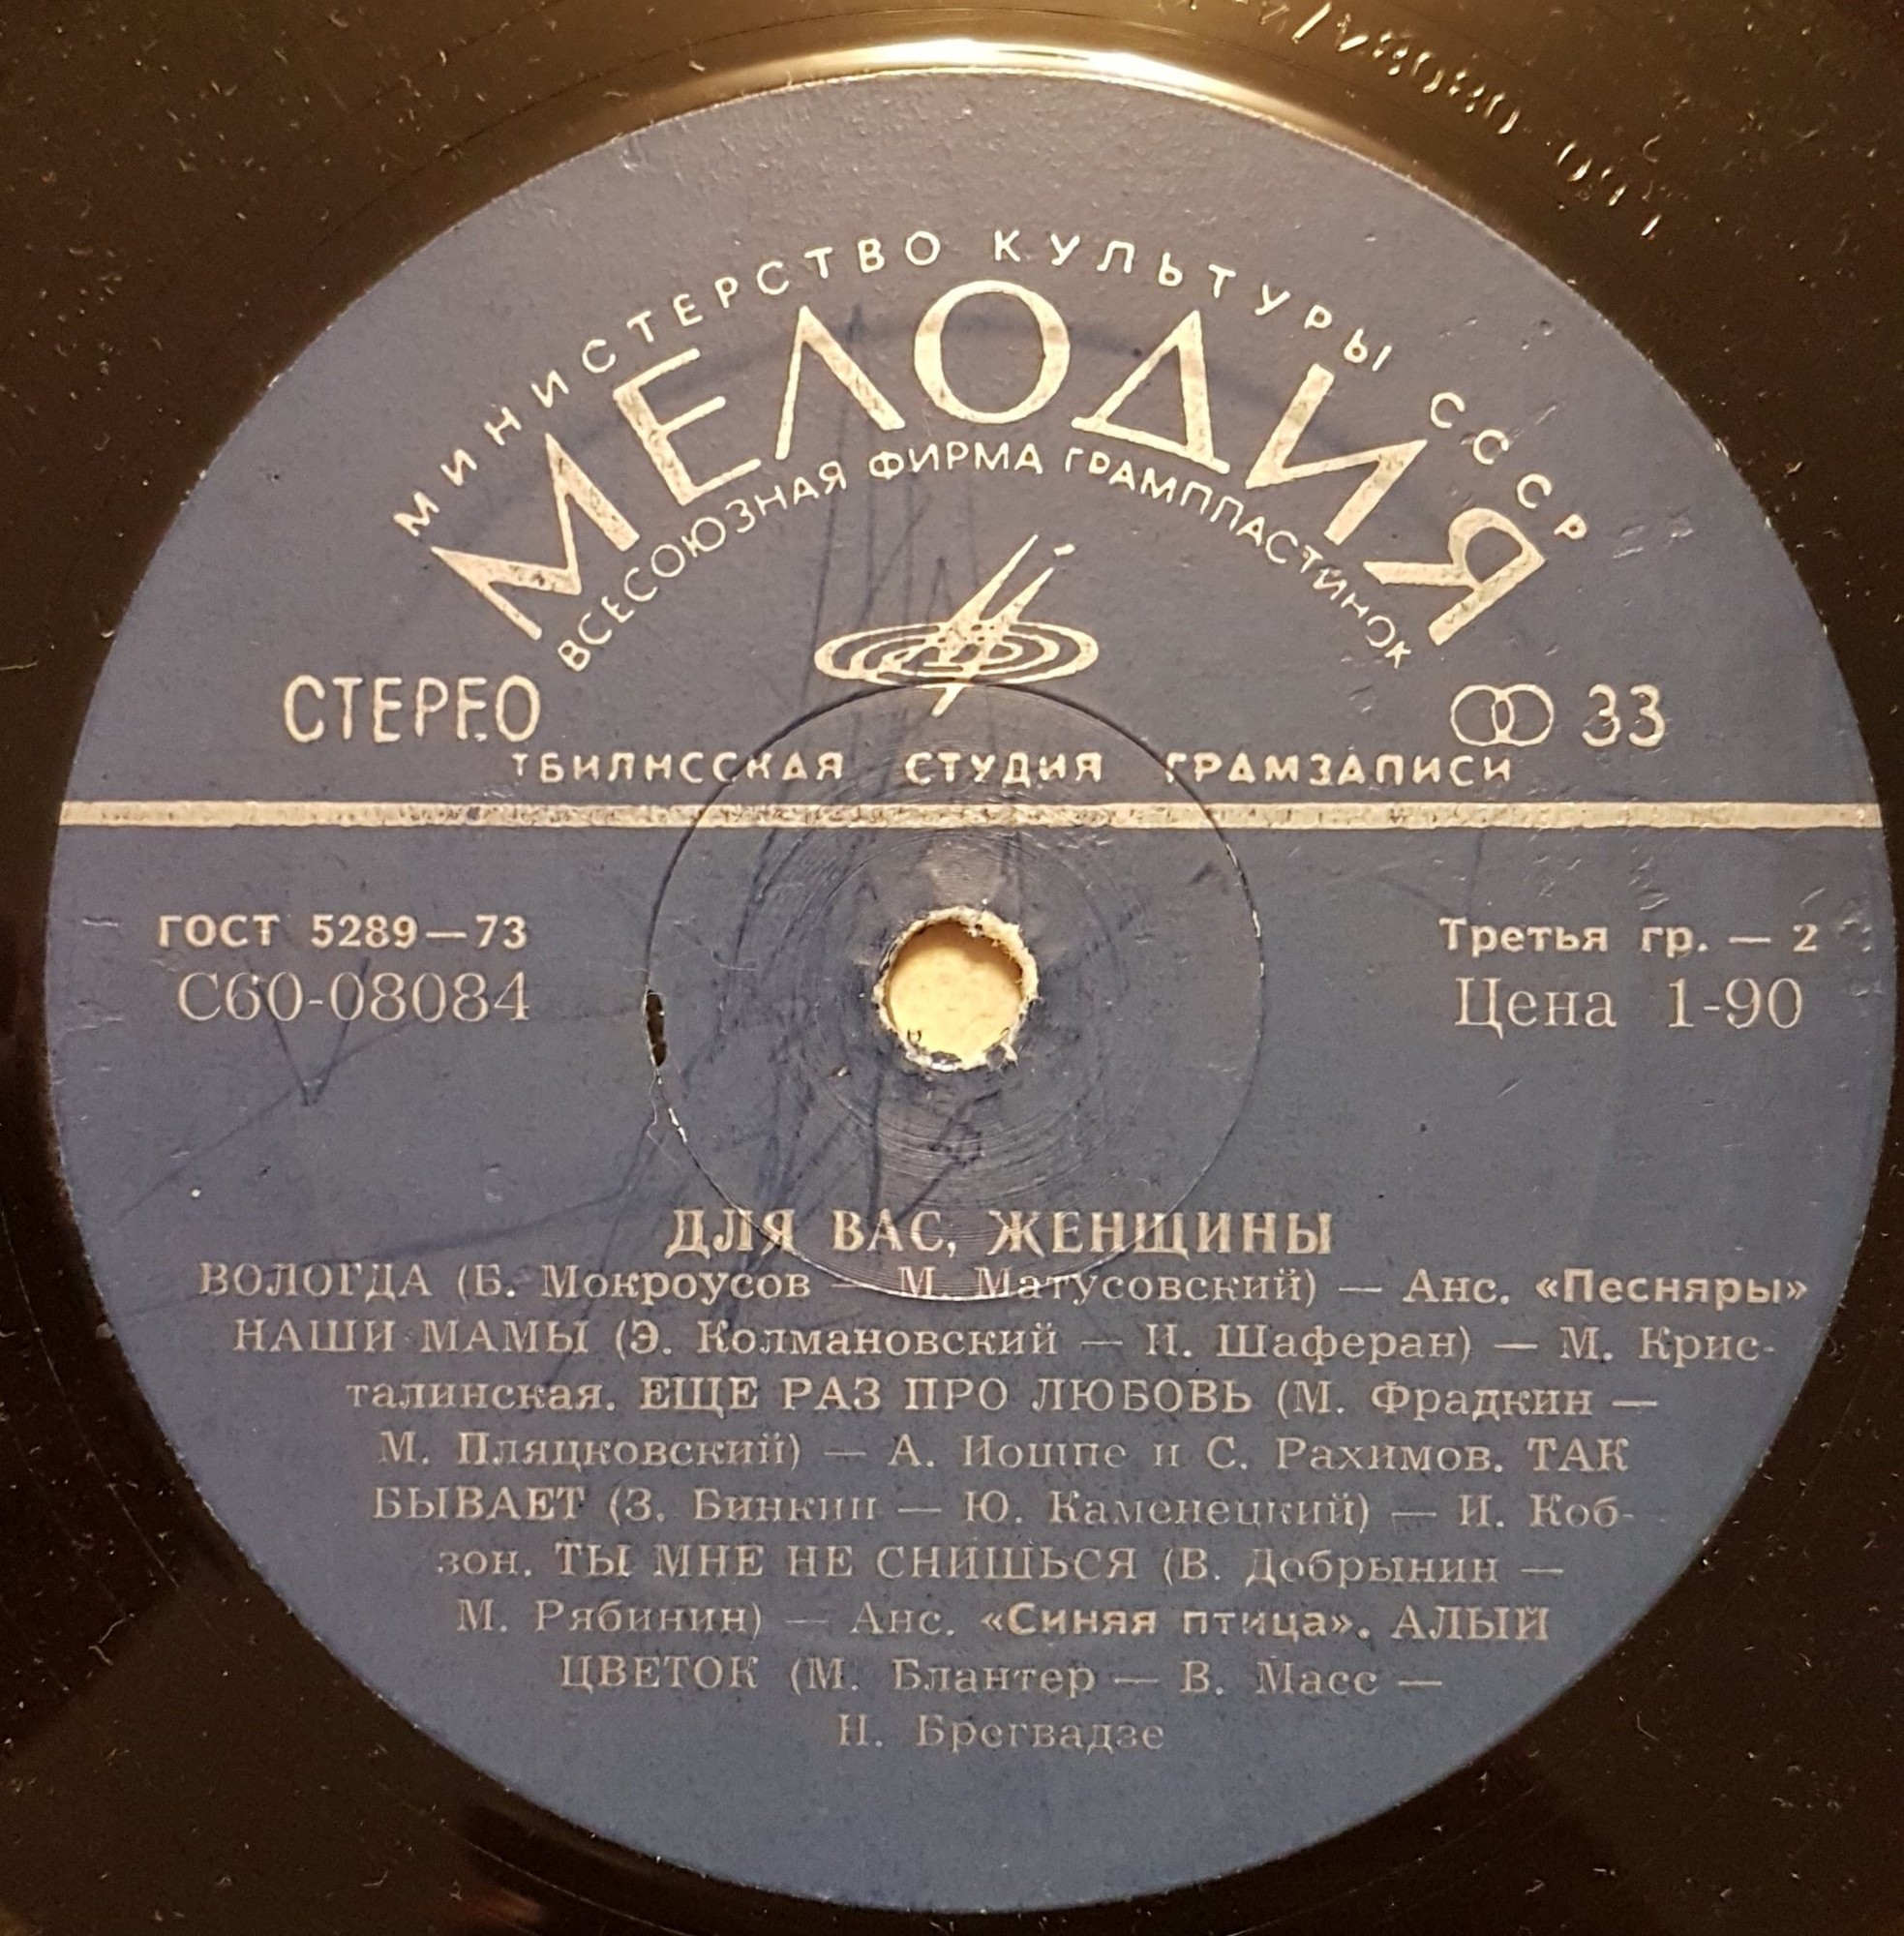 МИНИСТЕРСТВО КУЛЬТУРЫ СССР
МЕЛОДИЯ
ВСЕСОЮЗНАЯ ФИРМА ГРАМПЛАСТИНОК
СТЕРЕО
33
ТБИЛИССКАЯ СТУДИЯ ГРАМЗАПИСИ
ГОСТ 5289—73
С60-08084
Третья гр. — 2
Цена 1-90
ДЛЯ ВАС, ЖЕНЩИНЫ
ВОЛОГДА (Б. Мокроусов — М. Матусовский) — Анс. «Песняры»
НАШИ МАМЫ (Э. Колмановский — И. Шаферан) — М. Крис-
талинская. ЕЩЕ РАЗ ПРО ЛЮБОВЬ (М. Фрадкин —
М. Пляцковский) — А. Иошпе и С. Рахимов. ТАК
БЫВАЕТ (З. Бинкин — Ю. Каменецкий) — И. Коб-
зон. ТЫ МНЕ НЕ СНИШЬСЯ (В. Добрынин —
М. Рябинин) — Анс. «Синяя птица». АЛЫЙ
ЦВЕТОК (М. Блантер — В. Масс —
Н. Брегвадзе